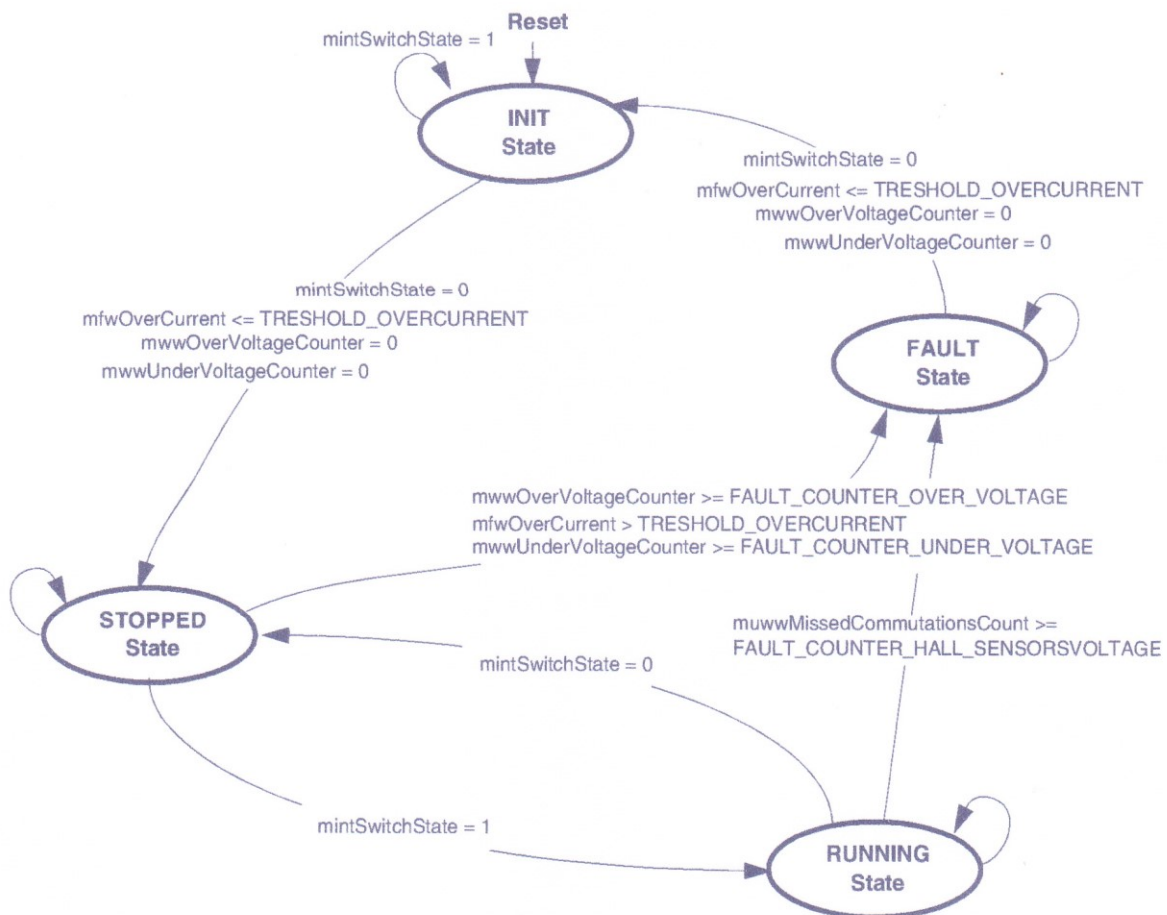 Reset
mintSwitchState = 1
INIT
State
mintSwitchState = 0
mfwOverCurrent <= TRESHOLD_OVERCURRENT
mwwOverVoltageCounter = 0
mwwUnderVoltageCounter = 0
mintSwitchState = 0
mfwOverCurrent <= TRESHOLD_OVERCURRENT
mwwOverVoltageCounter = 0
mwwUnderVoltageCounter = 0
FAULT
State
mwwOverVoltageCounter >= FAULT_COUNTER_OVER_VOLTAGE
mfwOverCurrent > TRESHOLD_OVERCURRENT
mwwUnderVoltageCounter >= FAULT_COUNTER_UNDER_VOLTAGE
STOPPED
State
muwwMissedCommutationsCount >=
FAULT_COUNTER_HALL_SENSORSVOLTAGE
mintSwitchState = 0
mintSwitchState = 1
RUNNING
State